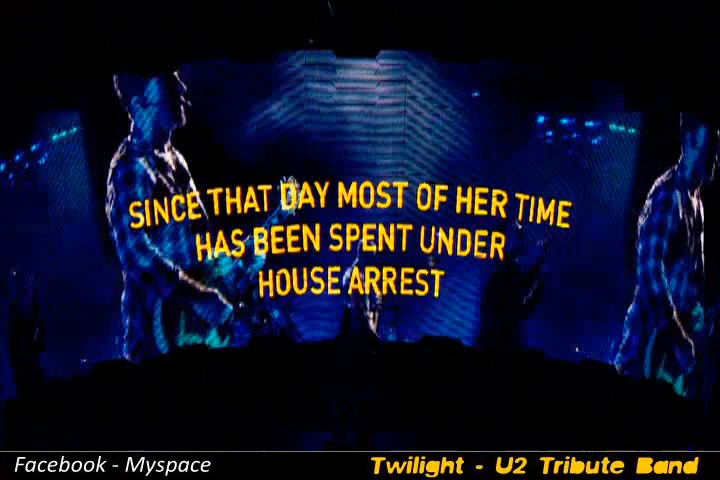 SINCE THAT DAY MOST OF HER TIME
HAS BEEN SPENT UNDER
HOUSE ARREST
Facebook - Myspace
Twilight - U2 Tribute Band